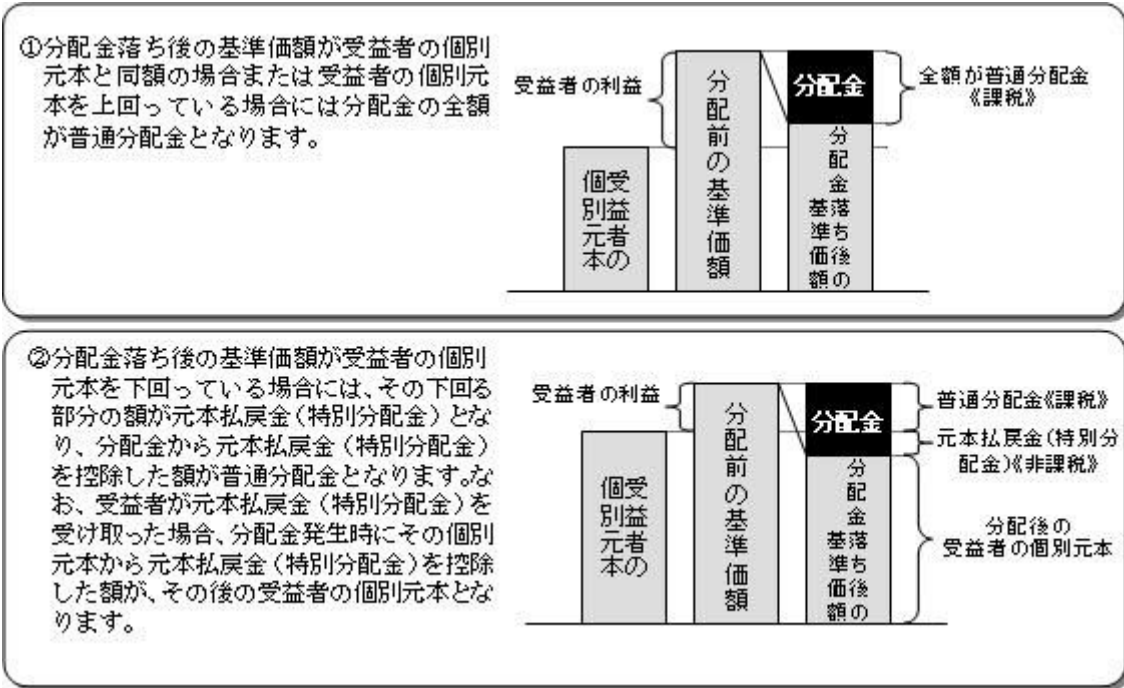 ①分配金落ち後の基準価額が受益者の個別
元本と同額の場合または受益者の個別元
本を上回っている場合には分配金の全額
が普通分配金となります。
受益者の利益
受益者の
個別元本
分配前の基準価額
分配金
分配金落ち後の
基準価額
全額が普通分配金
《課税》
②分配金落ち後の基準価額が受益者の個別
元本を下回っている場合には、その下回る
部分の額が元本払戻金(特別分配金)とな
り、分配金から元本払戻金(特別分配金)
を控除した額が普通分配金となります。な
お、受益者が元本払戻金(特別分配金)を
受け取った場合、分配金発生時にその個別
元本から元本払戻金(特別分配金)を控除
した額が、その後の受益者の個別元本とな
ります。
受益者の利益
受益者の
個別元本
分配前の基準価額
分配金
分配金落ち後の
基準価額
普通分配金《課税》
元本払戻金(特別分
配金)《非課税》
分配後の
受益者の個別元本